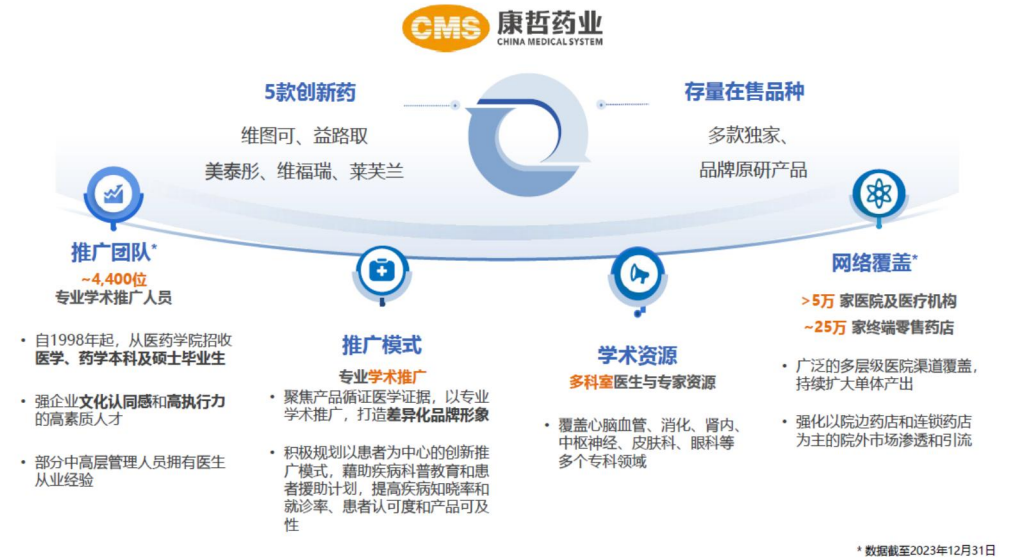 CMS 康哲药业
CHINA MEDICAL SYSTEM
5款创新药
维图可、益路取
美泰彤、维福瑞、莱芙兰
存量在售品种
多款独家、
品牌原研产品
推广团队*
~4,400位
专业学术推广人员
• 自1998年起，从医药学院招收
医学、药学本科及硕士毕业生
• 强企业文化认同感和高执行力
的高素质人才
• 部分中高层管理人员拥有医生
从业经验
推广模式
专业学术推广
• 聚焦产品循证医学证据，以专业
学术推广，打造差异化品牌形象
• 积极规划以患者为中心的创新推
广模式，藉助疾病科普教育和患
者援助计划，提高疾病知晓率和
就诊率、患者认可度和产品可及
性
学术资源
多科室医生与专家资源
• 覆盖心脑血管、消化、肾内、
中枢神经、皮肤科、眼科等
多个专科领域
网络覆盖*
>5万 家医院及医疗机构
~25万 家终端零售药店
• 广泛的多层级医院渠道覆盖，
持续扩大单体产出
• 强化以院边药店和连锁药店
为主的院外市场渗透和引流
* 数据截至2023年12月31日